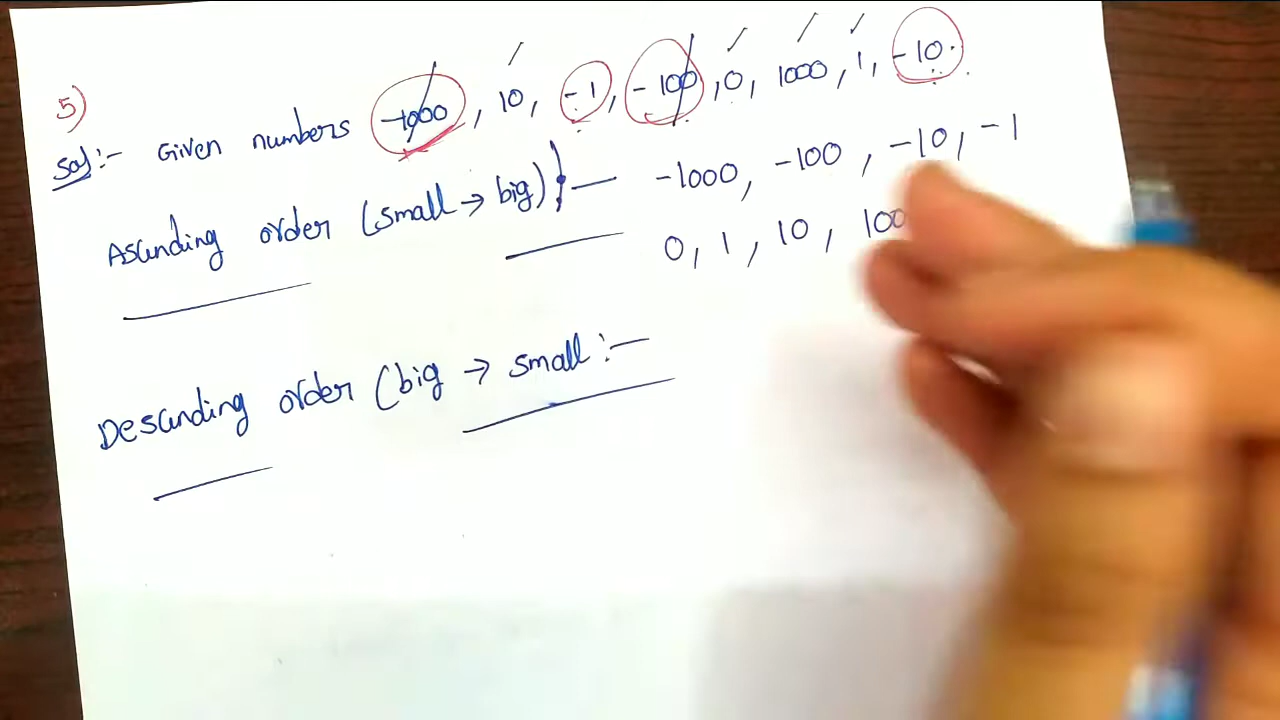 5)
Sol:- Given numbers -1000, 10, -1, -100, 0, 1000, 1, -10.
Ascending order (small → big)} — -1000, -100, -10, -1
0, 1, 10, 100
Descending order (big → small :-